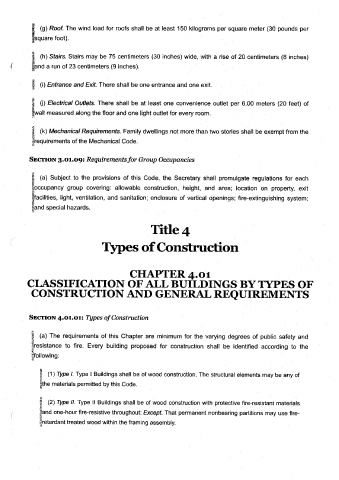 (g) Roof. The wind load for roofs shall be at least 150 kilograms per square meter (30 pounds per
square foot).
(h) Stairs. Stairs may be 75 centimeters (30 inches) wide, with a rise of 20 centimeters (8 inches)
and a run of 23 centimeters (9 inches).
(i) Entrance and Exit. There shall be one entrance and one exit.
(j) Electrical Outlets. There shall be at least one convenience outlet per 6.00 meters (20 feet) of
wall measured along the floor and one light outlet for every room.
(k) Mechanical Requirements. Family dwellings not more than two stories shall be exempt from the
requirements of the Mechanical Code.
SECTION 3.01.09: Requirements for Group Occupancies
(a) Subject to the provisions of this Code, the Secretary shall promulgate regulations for each
occupancy group covering: allowable construction, height, and area; location on property, exit
facilities, light, ventilation, and sanitation; enclosure of vertical openings; fire-extinguishing system;
and special hazards.
Title 4
Types of Construction
CHAPTER 4.01
CLASSIFICATION OF ALL BUILDINGS BY TYPES OF
CONSTRUCTION AND GENERAL REQUIREMENTS
SECTION 4.01.01: Types of Construction
(a) The requirements of this Chapter are minimum for the varying degrees of public safety and
resistance to fire. Every building proposed for construction shall be identified according to the
following:
(1) Type I. Type I Buildings shall be of wood construction. The structural elements may be any of
the materials permitted by this Code.
(2) Type II. Type II Buildings shall be of wood construction with protective fire-resistant materials
and one-hour fire-resistive throughout: Except. That permanent nonbearing partitions may use fire-
retardant treated wood within the framing assembly.